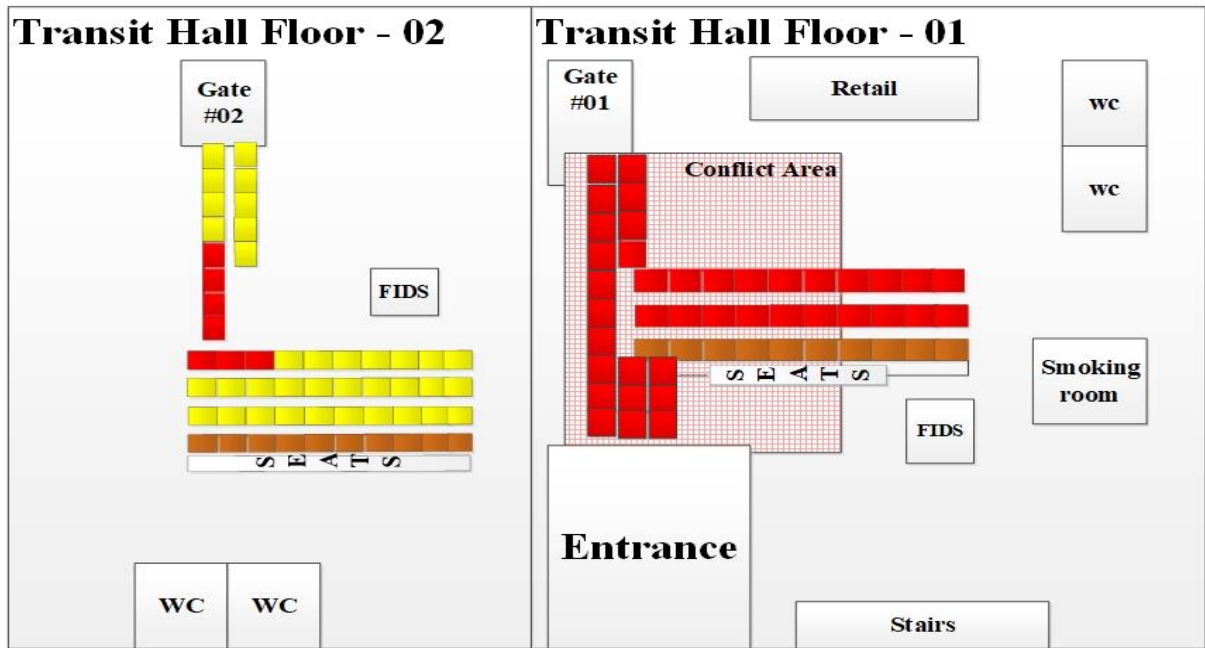 Transit Hall Floor - 02
Gate
#02
FIDS
SEATS
WC
WC
Transit Hall Floor - 01
Gate
#01
Retail
wc
wc
Conflict Area
SEATS
FIDS
Smoking
room
Entrance
Stairs